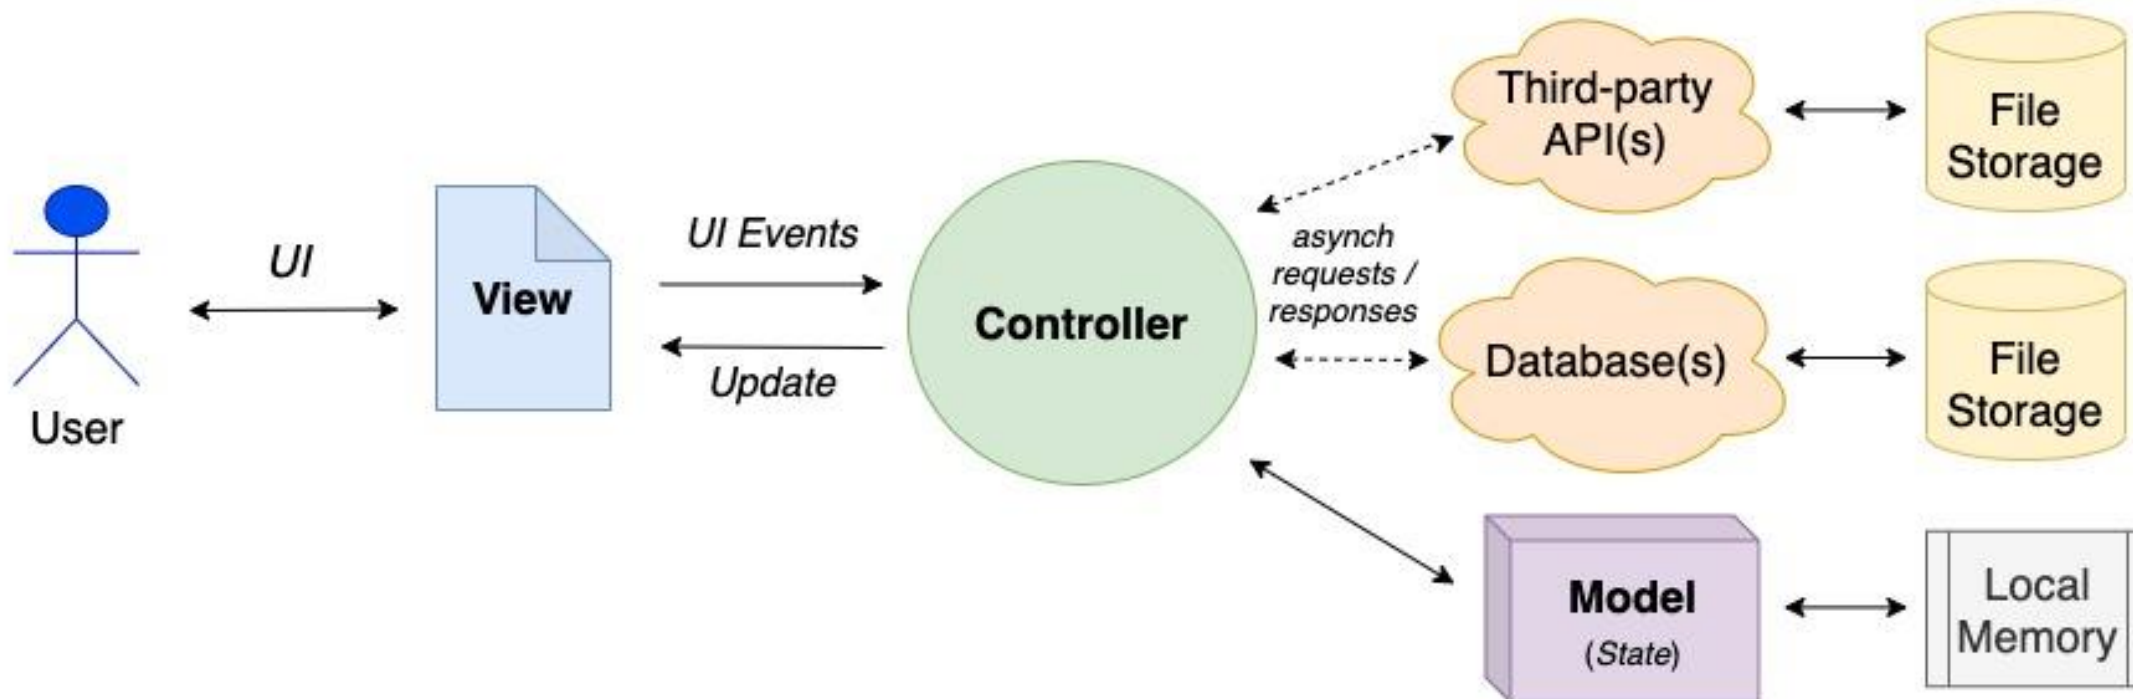 User
UI
View
UI Events
Update
Controller
asynch
requests /
responses
Third-party
API(s)
File
Storage
Database(s)
File
Storage
Model
(State)
Local
Memory